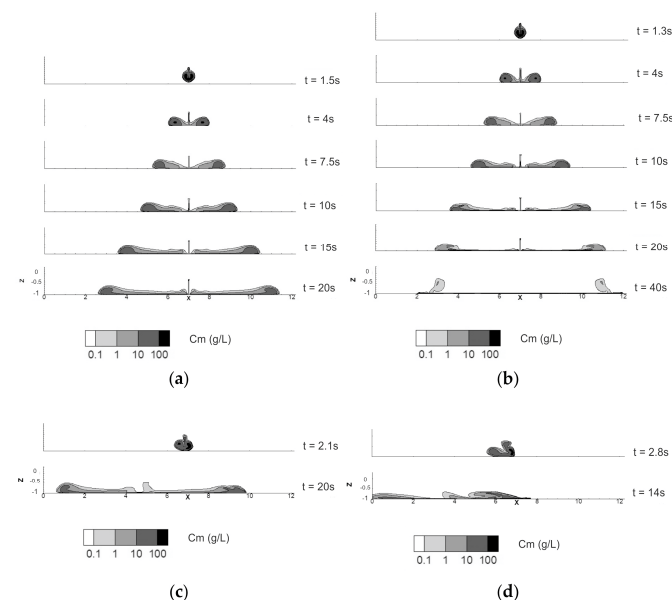 t = 1.5s
t = 4s
t = 7.5s
t = 10s
t = 15s
t = 20s
z
0
-0.5
-1
0 2 4 6 8 10 12
X
0.1 1 10 100
Cm (g/L)
(a)
t = 1.3s
t = 4s
t = 7.5s
t = 10s
t = 15s
t = 20s
t = 40s
z
0
-0.5
-1
0 2 4 6 8 10 12
X
0.1 1 10 100
Cm (g/L)
(b)
t = 2.1s
t = 20s
z
0
-0.5
-1
0 2 4 6 8 10 12
X
0.1 1 10 100
Cm (g/L)
(c)
t = 2.8s
t = 14s
z
0
-0.5
-1
0 2 4 6 8 10 12
X
0.1 1 10 100
Cm (g/L)
(d)